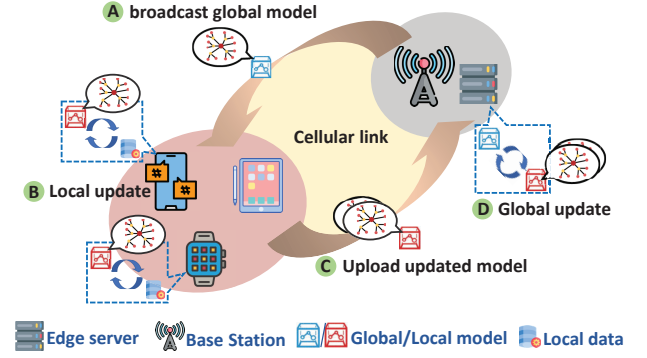 A broadcast global model
Cellular link
B Local update
# #
D Global update
C Upload updated model
Edge server Base Station Global/Local model Local data